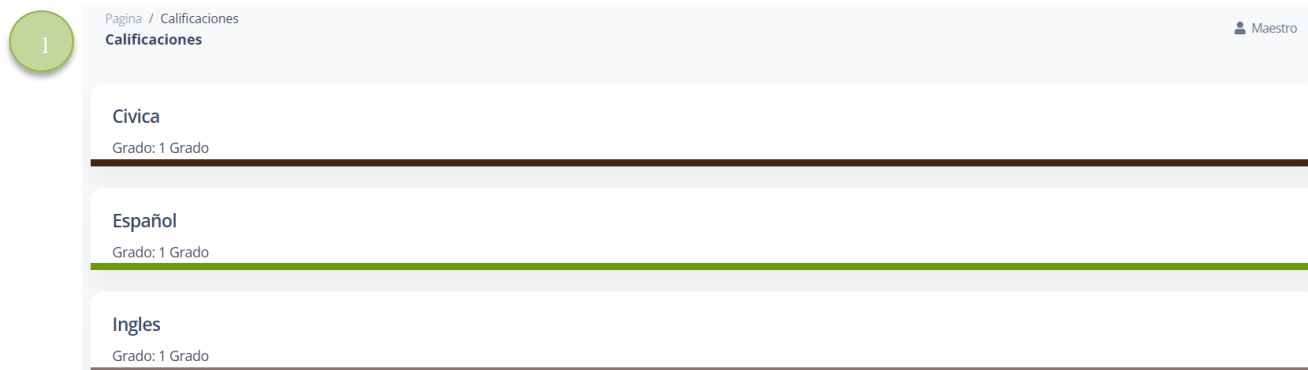 1
Pagina / Calificaciones
Calificaciones
Maestro
Civica
Grado: 1 Grado
Español
Grado: 1 Grado
Ingles
Grado: 1 Grado